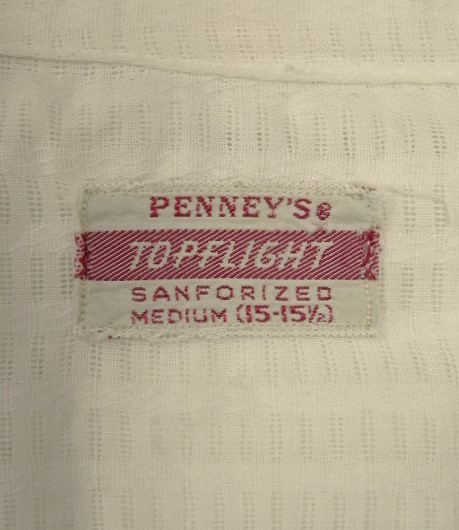 PENNEY'S®
TOPFLIGHT
SANFORIZED
MEDIUM (15-15½)